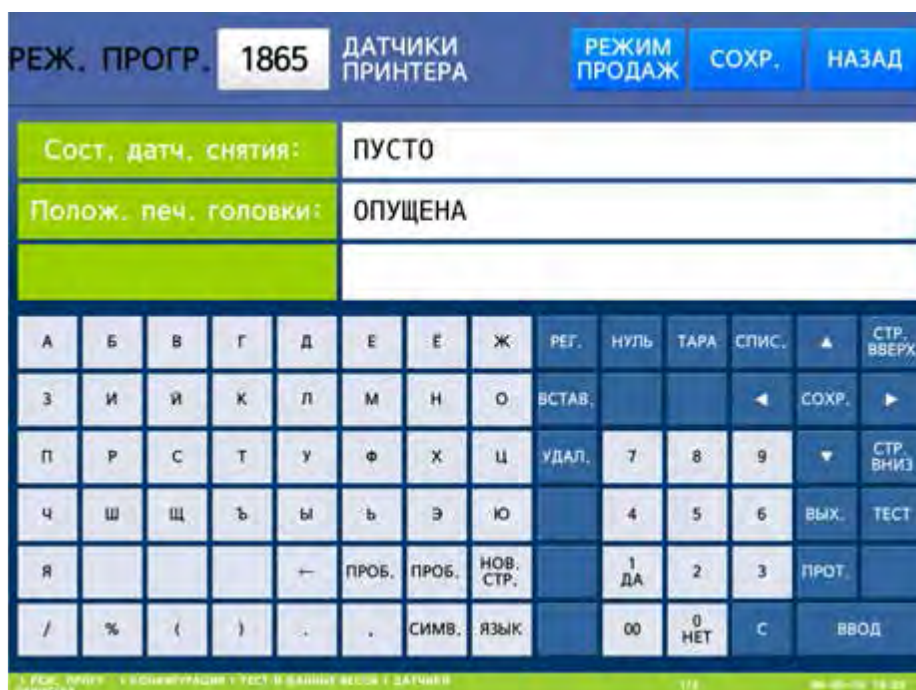 РЕЖ. ПРОГР. 1865 ДАТЧИКИ ПРИНТЕРА РЕЖИМ ПРОДАЖ СОХР. НАЗАД
Сост. датч. снятия: ПУСТО
Полож. печ. головки: ОПУЩЕНА
А Б В Г Д Е Ё Ж РЕГ. НУЛЬ ТАРА СПИС. ▲ СТР. ВВЕРХ
З И Й К Л М Н О ВСТАВ. ◀ СОХР. ▶
П Р С Т У Ф Х Ц УДАЛ. 7 8 9 ▼ СТР. ВНИЗ
Ч Ш Щ Ъ Ы Ь Э Ю 4 5 6 ВЫХ. ТЕСТ
Я ← ПРОБ. ПРОБ. НОВ. СТР. 1 ДА 2 3 ПРОТ.
/ % ( ) . , СИМВ. ЯЗЫК 00 0 НЕТ C ВВОД